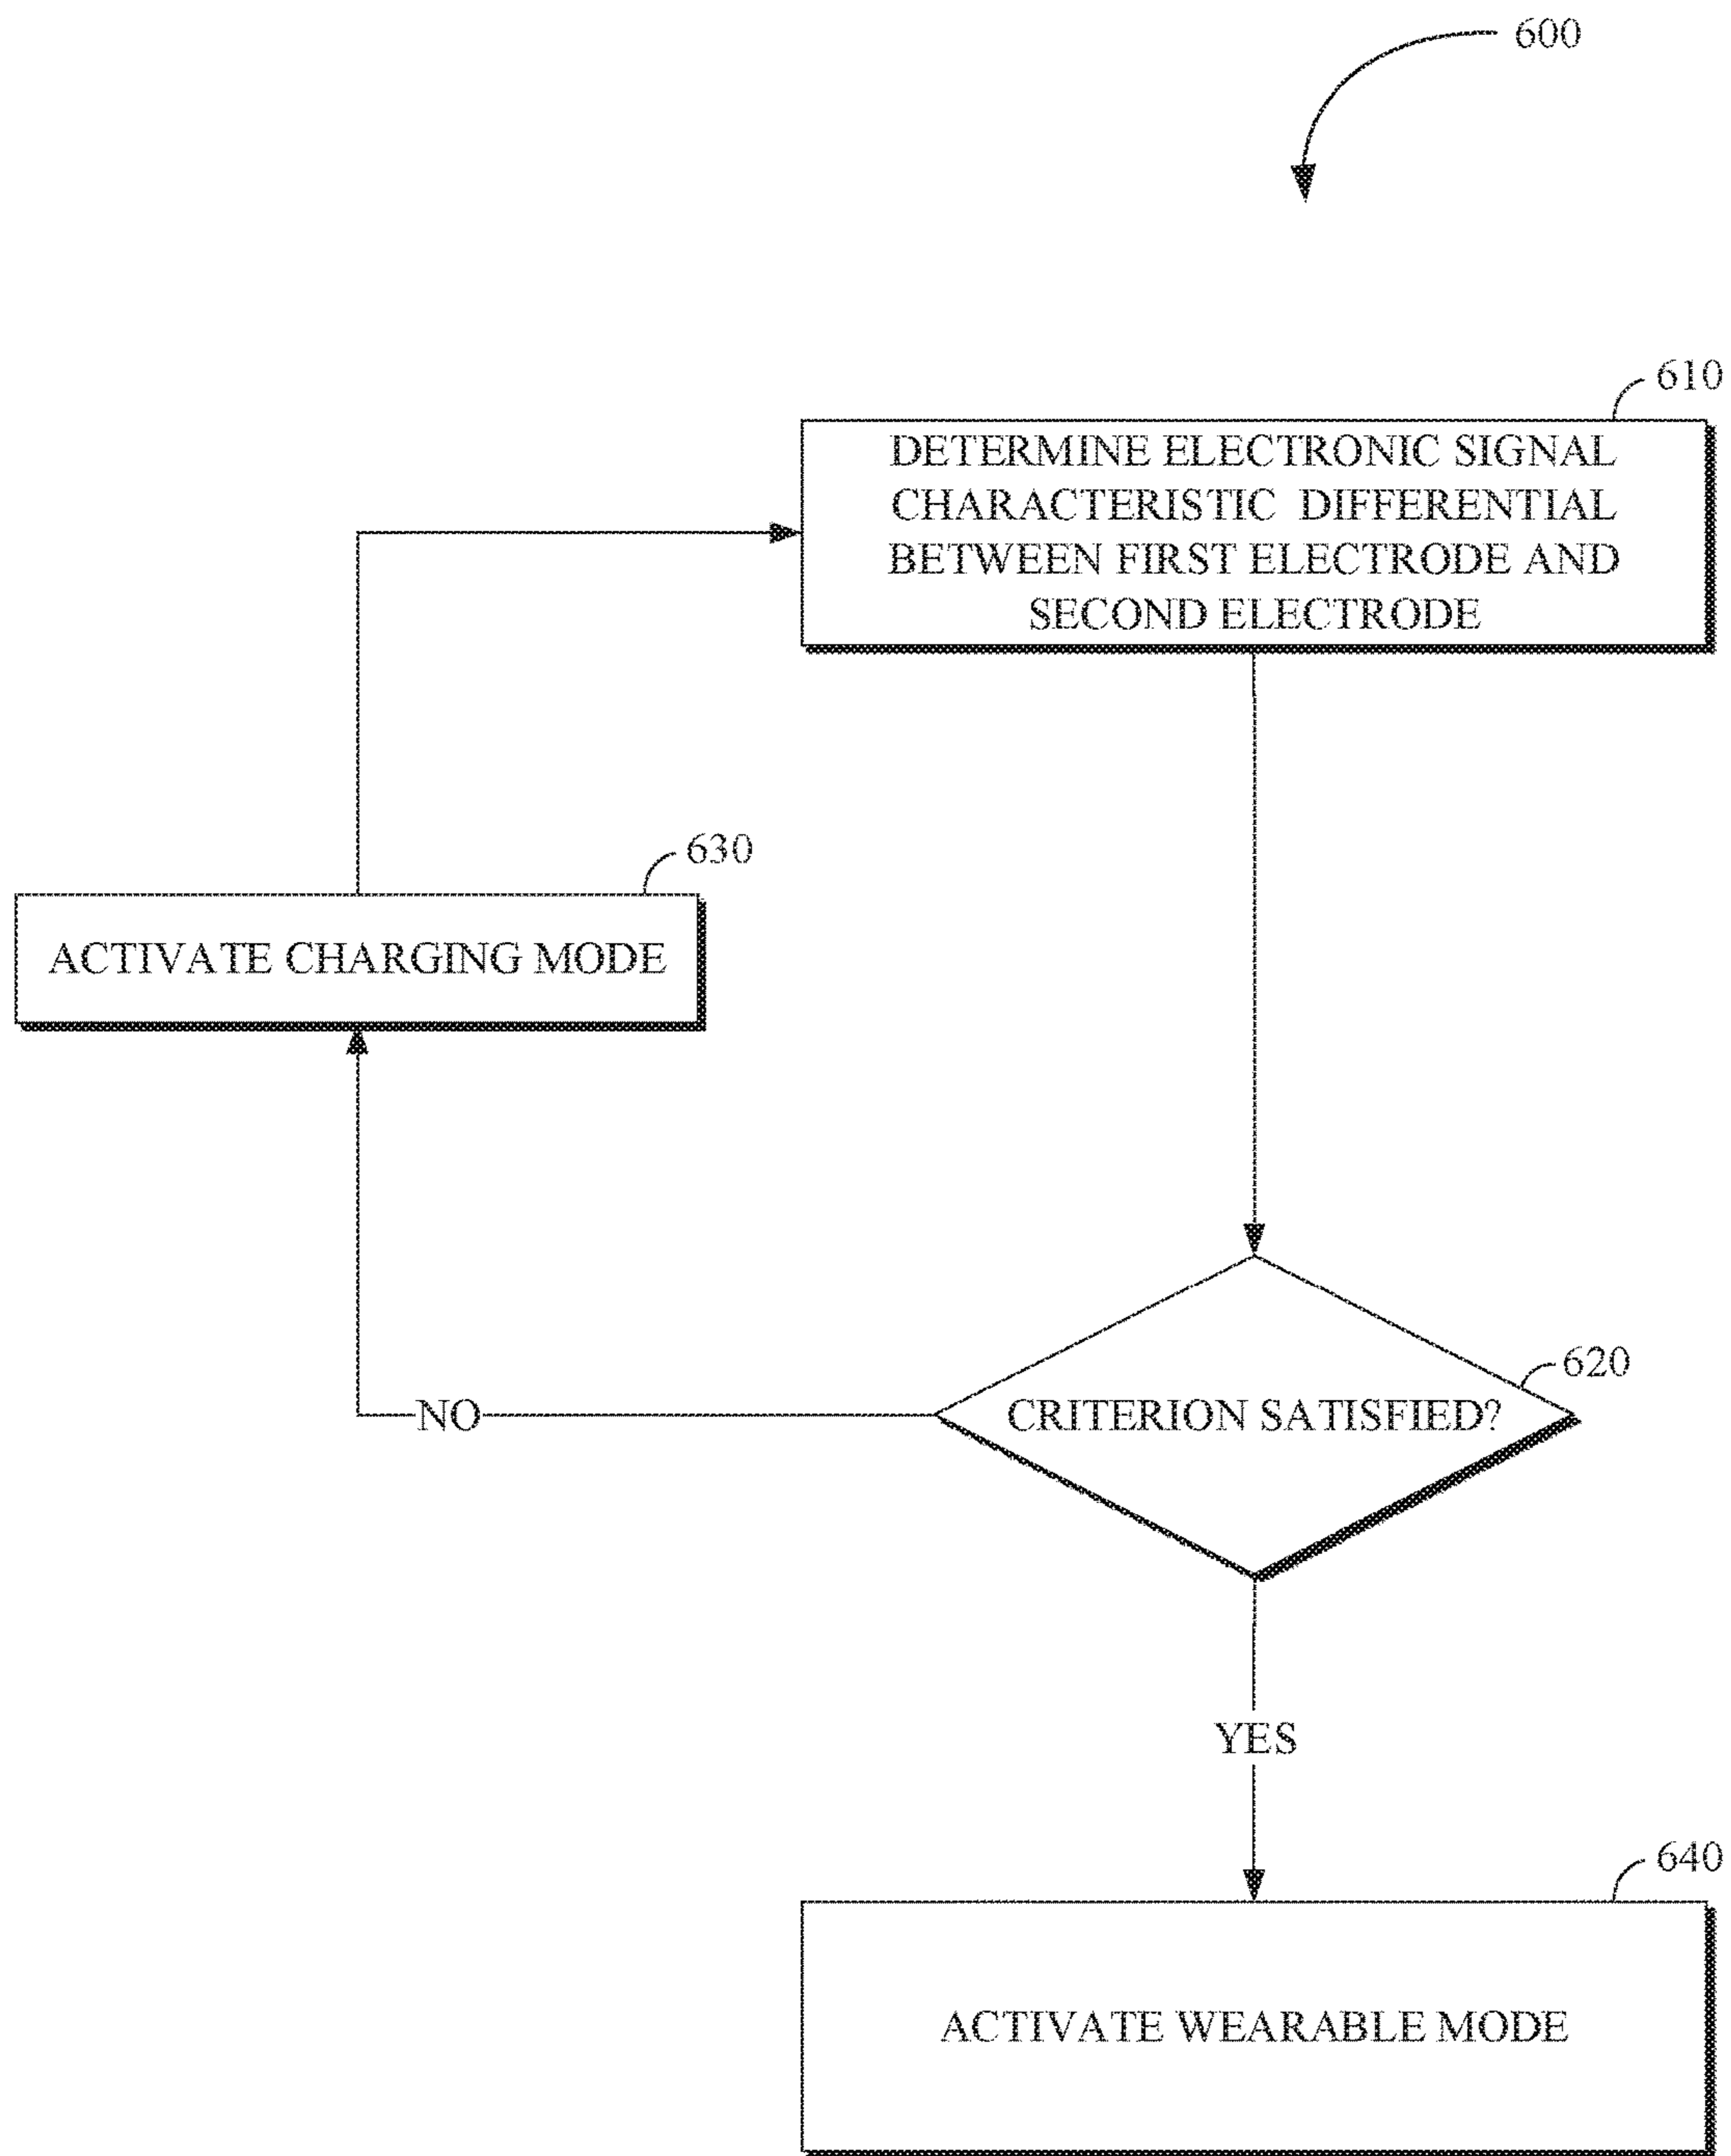 600
610
DETERMINE ELECTRONIC SIGNAL
CHARACTERISTIC DIFFERENTIAL
BETWEEN FIRST ELECTRODE AND
SECOND ELECTRODE
630
ACTIVATE CHARGING MODE
620
CRITERION SATISFIED?
NO
YES
640
ACTIVATE WEARABLE MODE